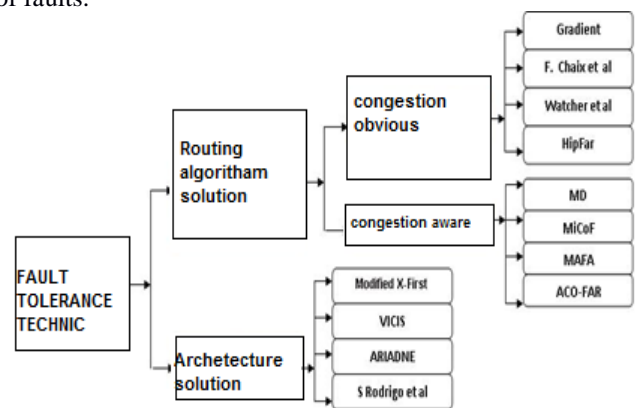 of faults.
Gradient
F. Chaix et al
Watcher et al
HipFar
congestion
obvious
Routing
algoritham
solution
congestion aware
MD
MiCoF
MAFA
ACO-FAR
FAULT
TOLERANCE
TECHNIC
Modified X-First
VICIS
ARIADNE
S Rodrigo et al
Archetecture
solution